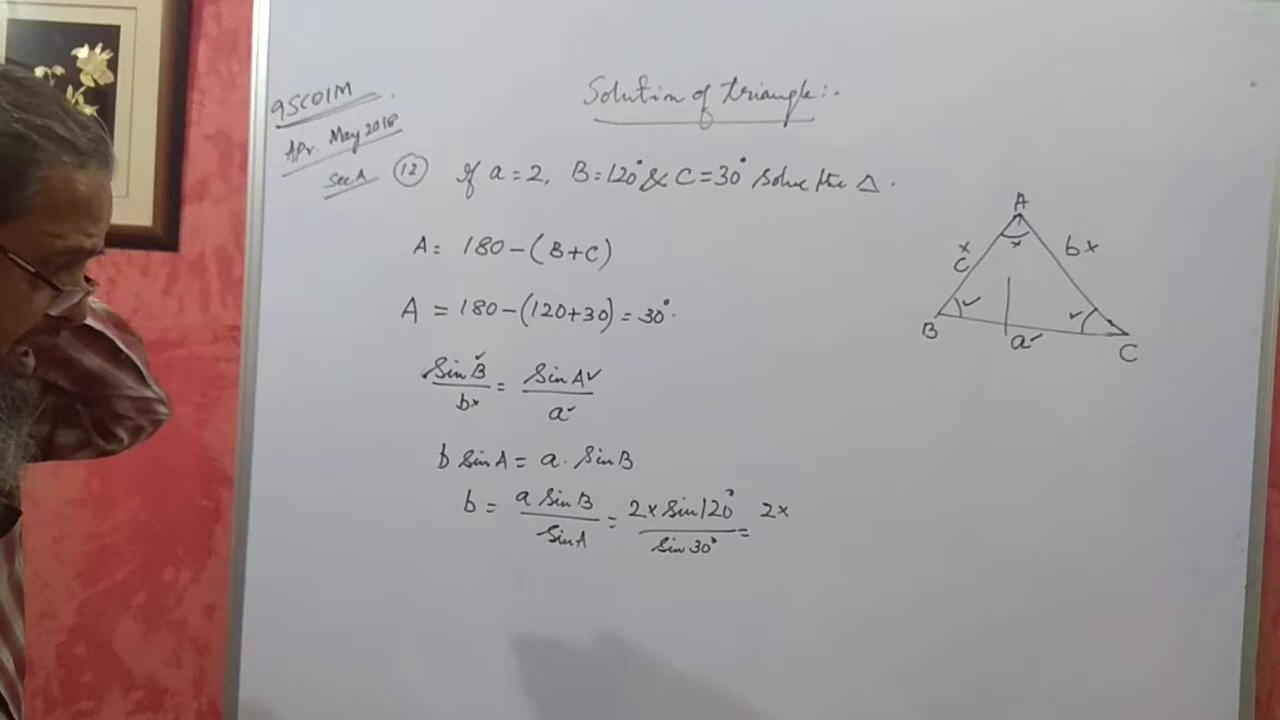 Solution of triangle:-
9SC01M
Apr. May 2018
Sec A
12 If a = 2, B = 120° & C = 30° solve the Δ.
A = 180 - (B + C)
A = 180 - (120 + 30) = 30°.
sin B / b = sin A / a
b sin A = a . sin B
b = a sin B / sin A = 2 x sin 120° / sin 30° = 2 x
A
x
x
c
b x
B
a
C